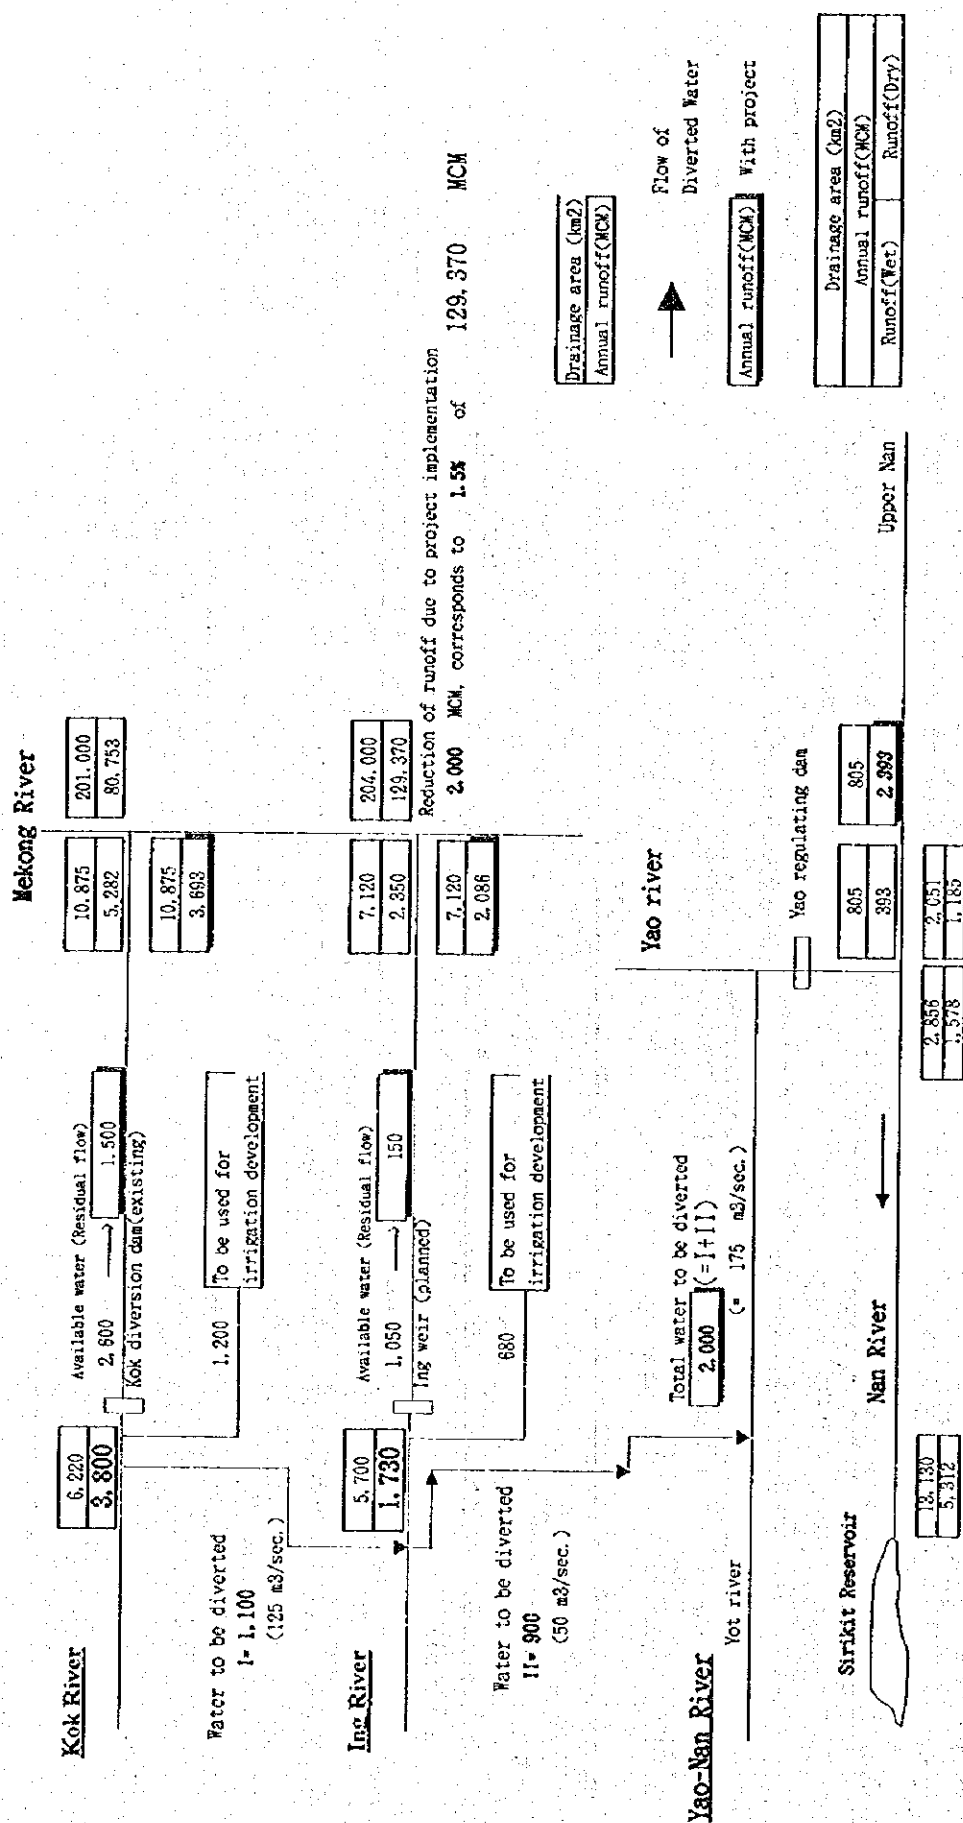 Mekong River
Kok River
6,220
3,800
Available water (Residual flow)
2,600
1.500
Kok diversion dam(existing)
10.875
5,282
201.000
80.753
10.875
3,693
1,200
To be used for
irrigation development
Water to be diverted
I= 1,100
(125 m3/sec.)
Ing River
5,700
1,730
Available water (Residual flow)
1,050
150
Ing weir (planned)
7,120
2,350
204.000
129.370
7,120
2,086
Reduction of runoff due to project implementation
2.000 MCM, corresponds to 1.5% of 129.370 MCM
680
To be used for
irrigation development
Water to be diverted
II= 900
(50 m3/sec.)
Drainage area (km2)
Annual runoff(MCM)
Flow of
Diverted Water
Annual runoff(MCM)
With project
Total water to be diverted
2,000
(=I+II)
(= 175 m3/sec.)
Yao river
Yao-Nan River
Yot river
Yao regulating dam
Drainage area (km2)
Annual runoff(MCM)
Runoff(Wet)
Runoff(Dry)
Sirikit Reservoir
Nan River
805
393
805
2.393
Upper Nan
13,130
5,312
2,856
1,578
2,051
1,185